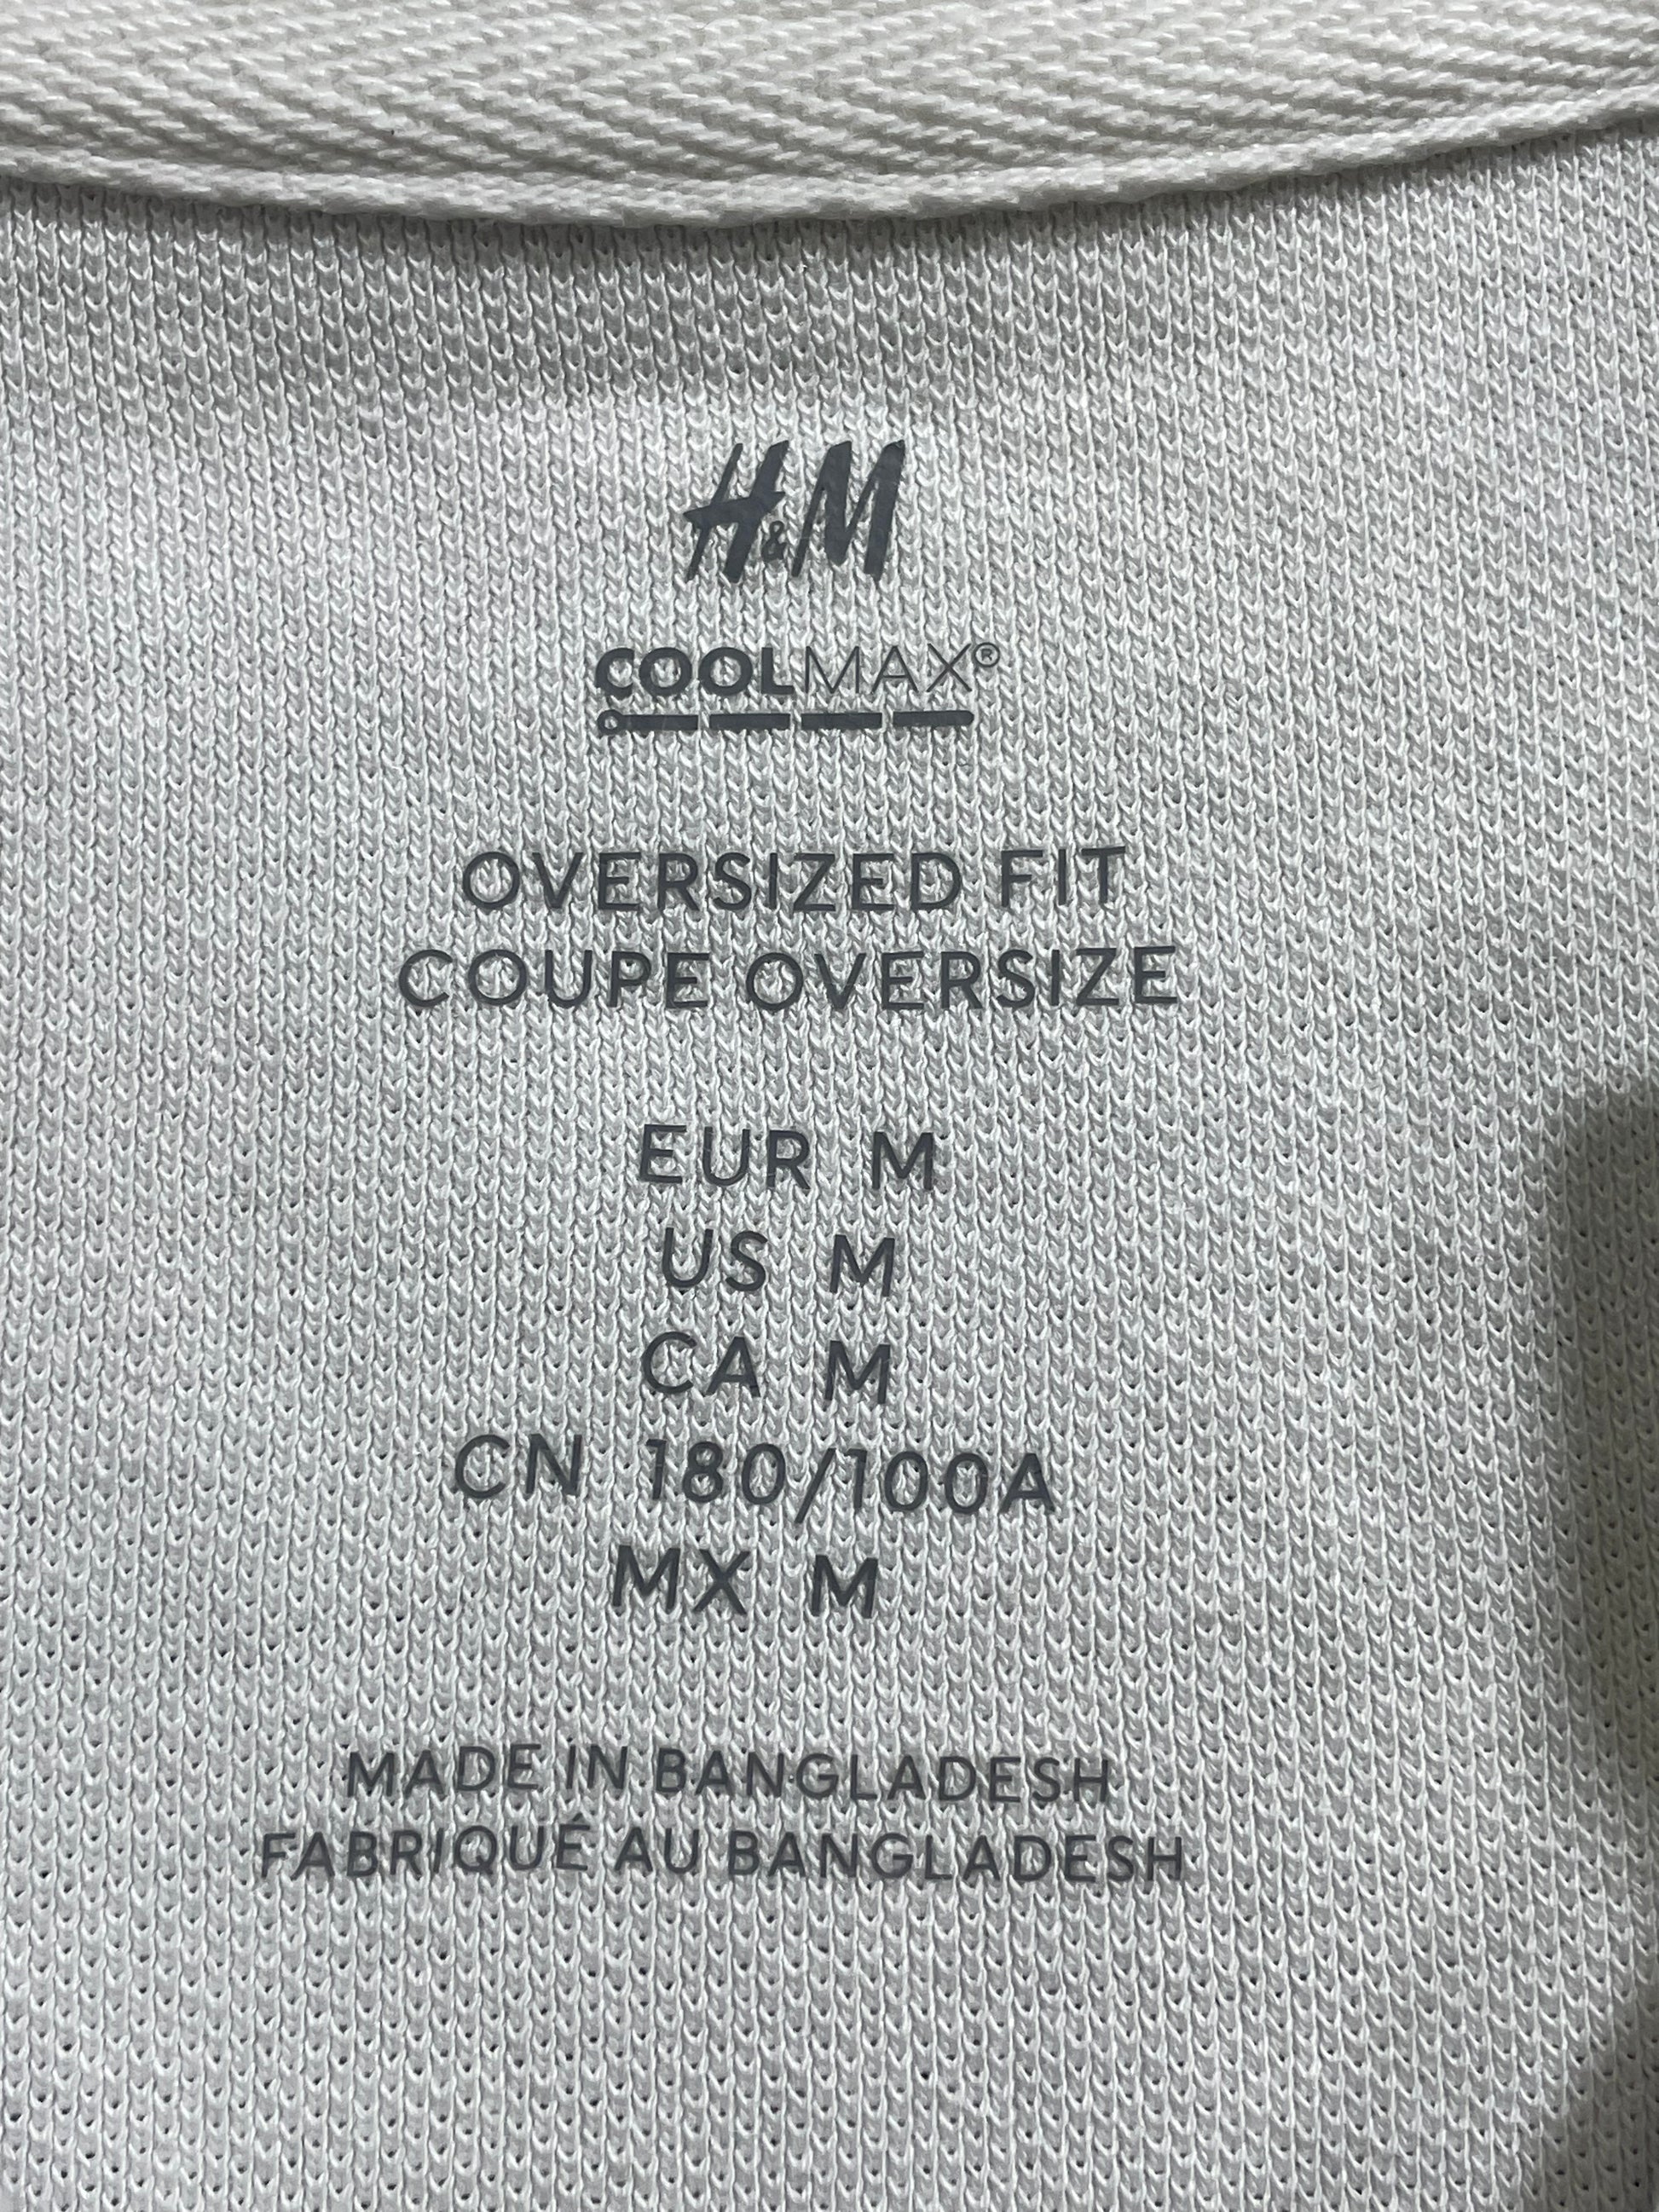 H&M
COOLMAX®
OVERSIZED FIT
COUPE OVERSIZE
EUR M
US M
CA M
CN 180/100A
MX M
MADE IN BANGLADESH
FABRIQUÉ AU BANGLADESH